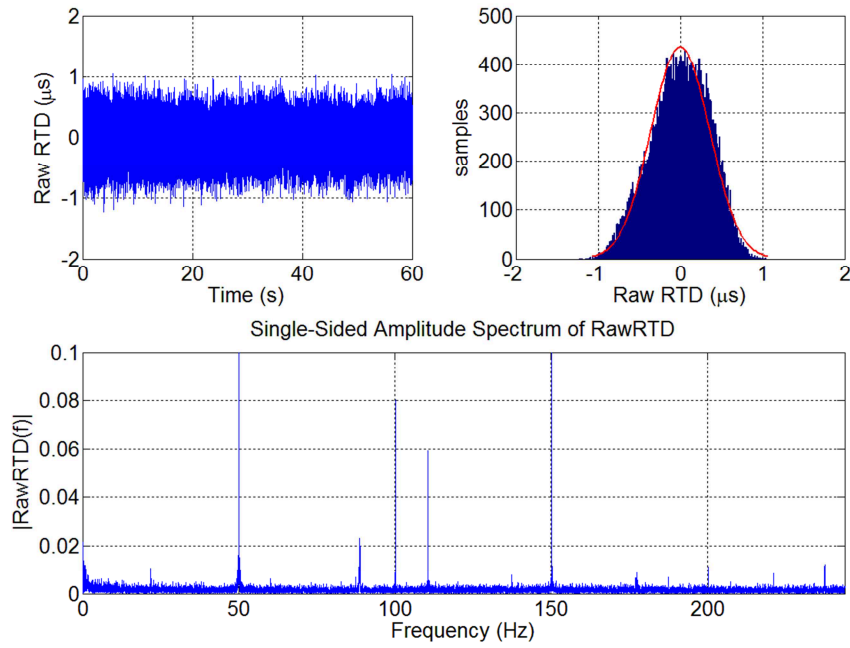 2
1
0
-1
-2
Raw RTD (µs)
0 20 40 60
Time (s)
500
400
300
200
100
0
samples
-2 -1 0 1 2
Raw RTD (µs)
Single-Sided Amplitude Spectrum of RawRTD
0.1
0.08
0.06
0.04
0.02
0
|RawRTD(f)|
0 50 100 150 200
Frequency (Hz)